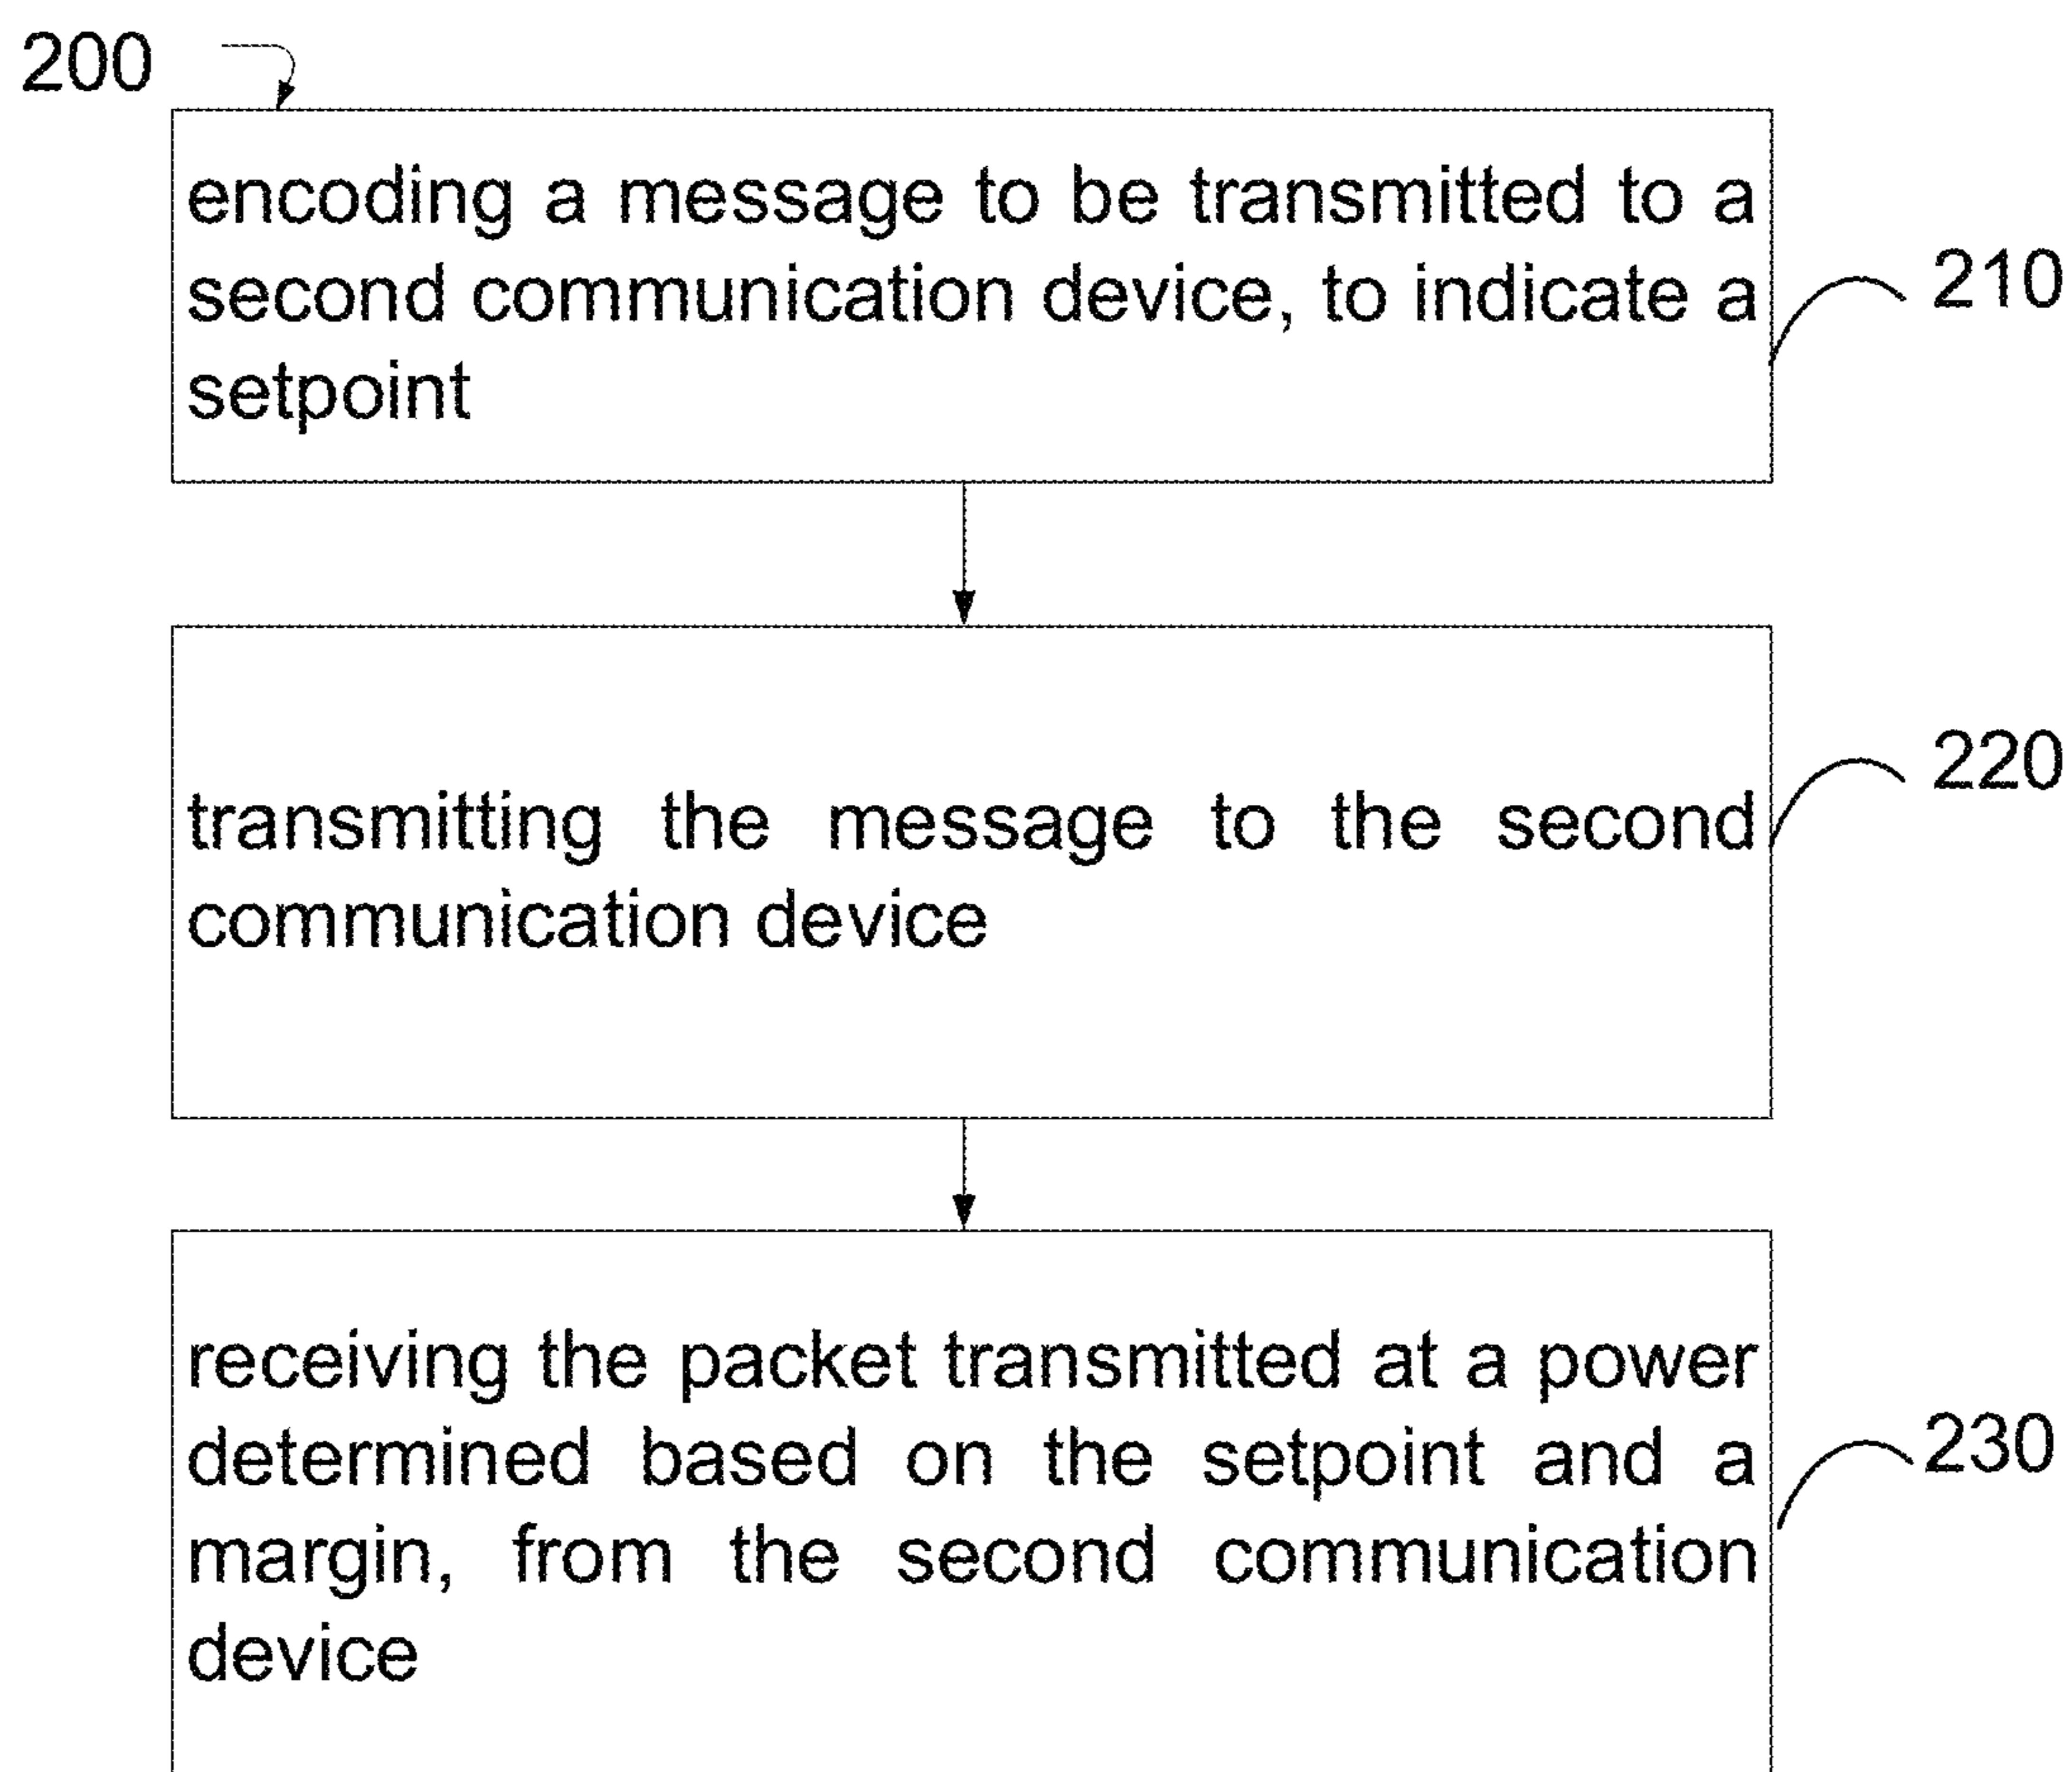 200
encoding a message to be transmitted to a
second communication device, to indicate a
setpoint
210
transmitting the message to the second
communication device
220
receiving the packet transmitted at a power
determined based on the setpoint and a
margin, from the second communication
device
230